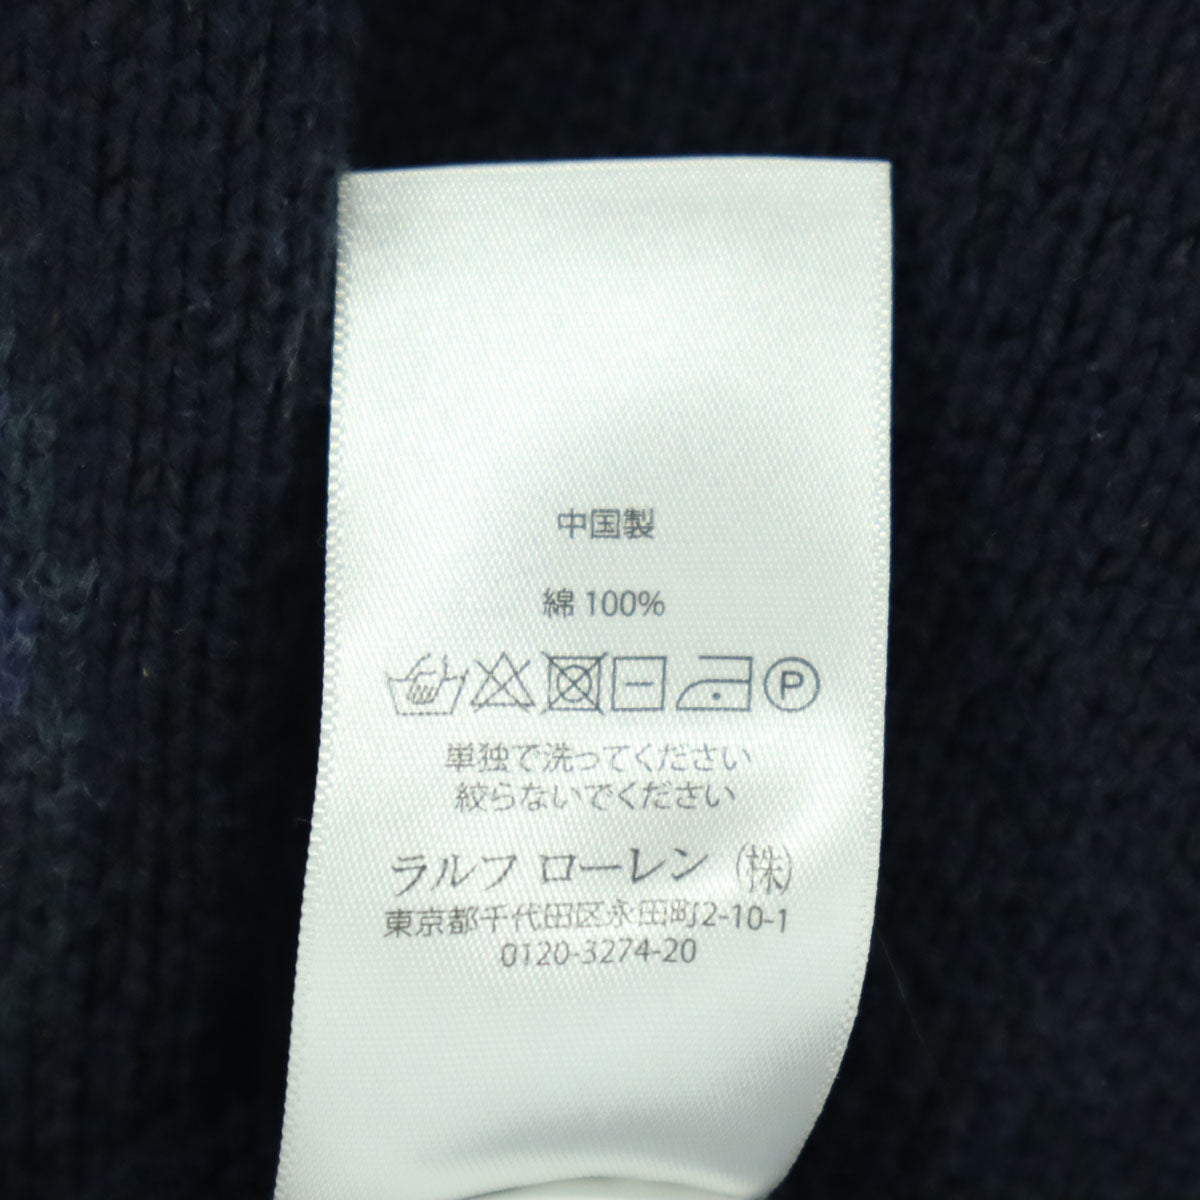 中国製
綿 100%
P
単独で洗ってください
絞らないでください
ラルフ ローレン (株)
東京都千代田区永田町2-10-1
0120-3274-20